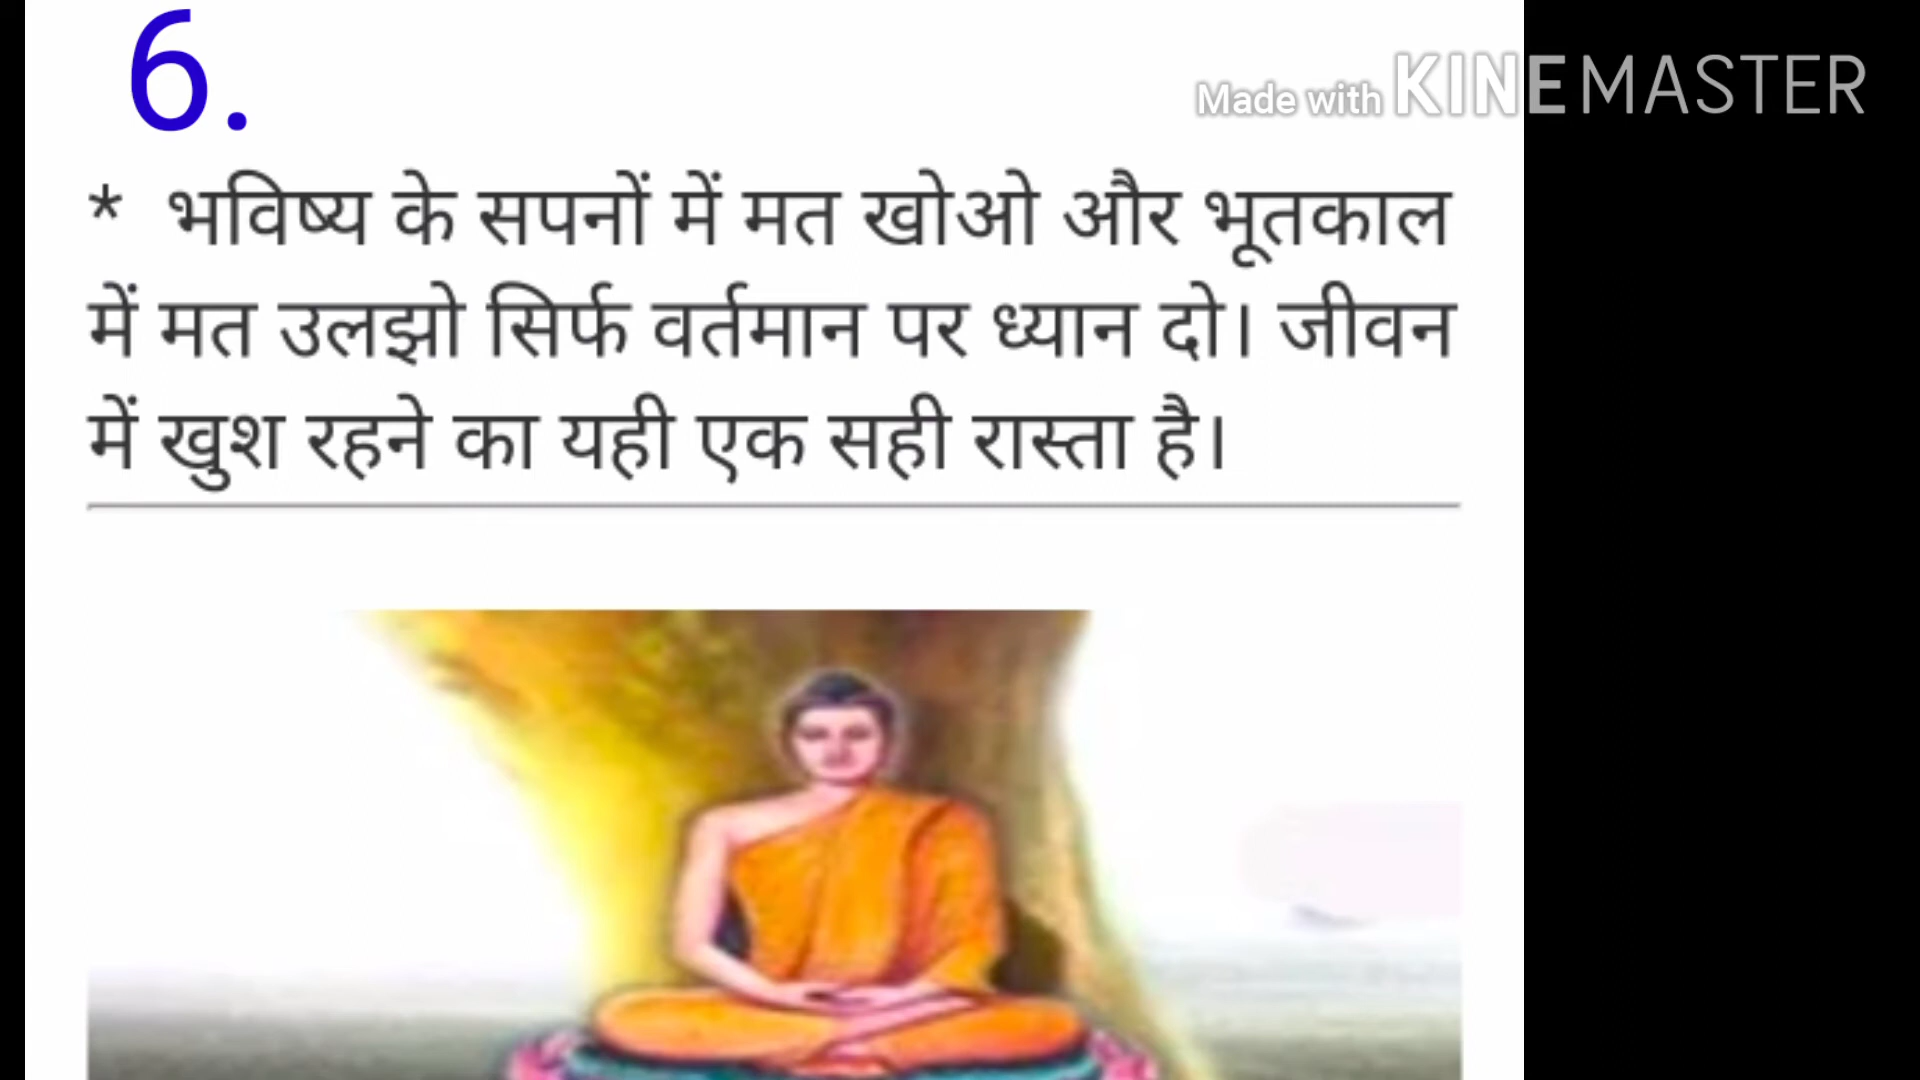 6.
Made with KINEMASTER
* भविष्य के सपनों में मत खोओ और भूतकाल
में मत उलझो सिर्फ वर्तमान पर ध्यान दो। जीवन
में खुश रहने का यही एक सही रास्ता है।